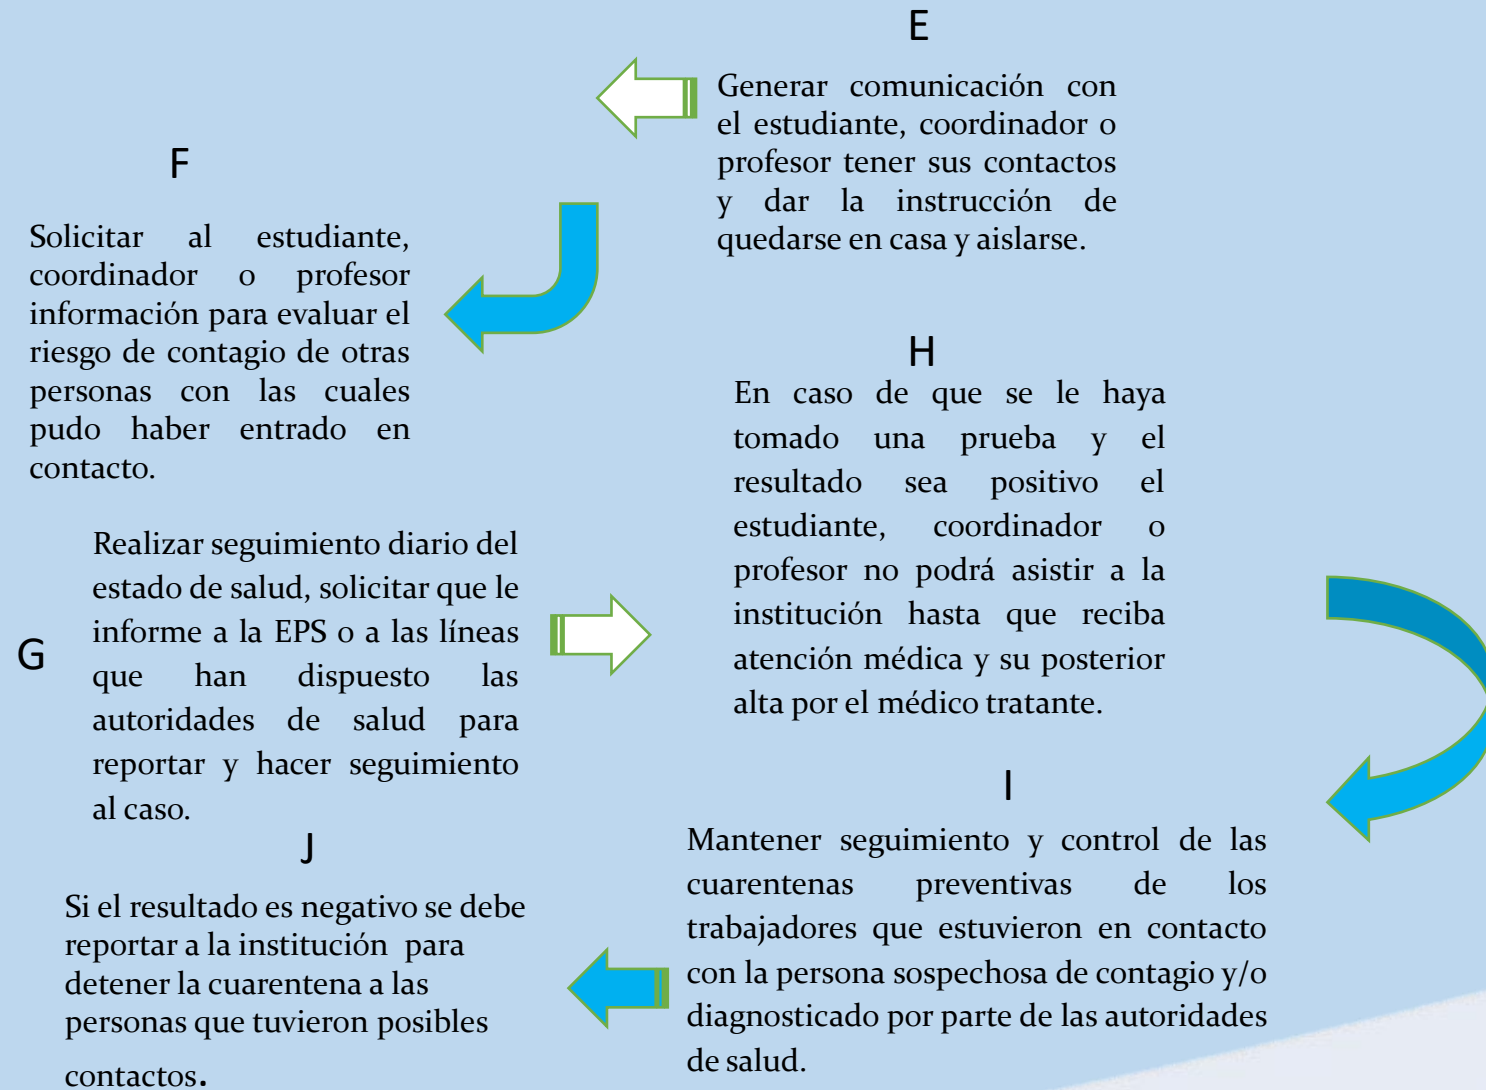 E
Generar comunicación con
el estudiante, coordinador o
profesor tener sus contactos
y dar la instrucción de
quedarse en casa y aislarse.
F
Solicitar al estudiante,
coordinador o profesor
información para evaluar el
riesgo de contagio de otras
personas con las cuales
pudo haber entrado en
contacto.
G
Realizar seguimiento diario del
estado de salud, solicitar que le
informe a la EPS o a las líneas
que han dispuesto las
autoridades de salud para
reportar y hacer seguimiento
al caso.
H
En caso de que se le haya
tomado una prueba y el
resultado sea positivo el
estudiante, coordinador o
profesor no podrá asistir a la
institución hasta que reciba
atención médica y su posterior
alta por el médico tratante.
I
Mantener seguimiento y control de las
cuarentenas preventivas de los
trabajadores que estuvieron en contacto
con la persona sospechosa de contagio y/o
diagnosticado por parte de las autoridades
de salud.
J
Si el resultado es negativo se debe
reportar a la institución para
detener la cuarentena a las
personas que tuvieron posibles
contactos.